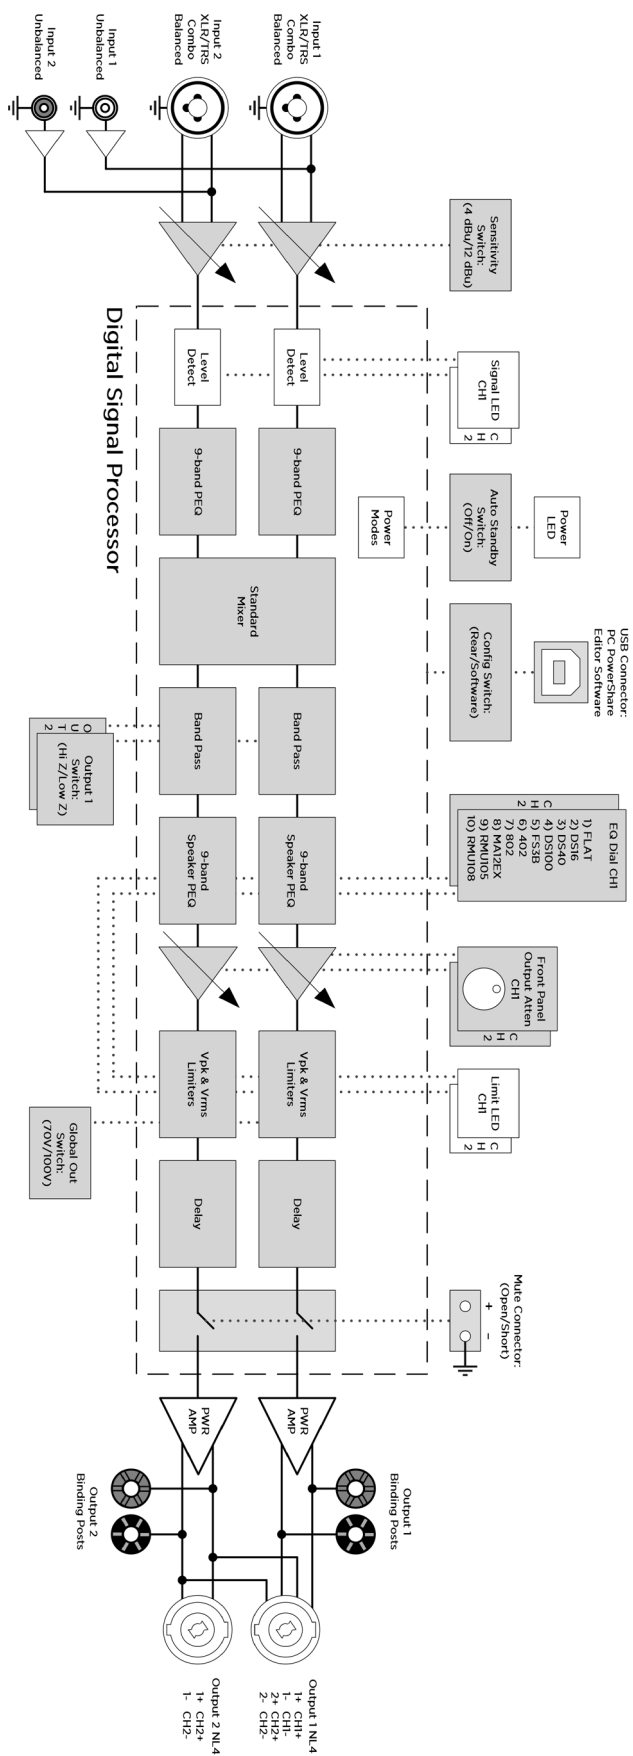 Input 1
XLR/TRS
Combo
Balanced
Input 2
XLR/TRS
Combo
Balanced
Input 1
Unbalanced
Input 2
Unbalanced
Sensitivity
Switch:
(4 dBu/12 dBu)
Signal LED
CH1
CH2
Level
Detect
Level
Detect
Digital Signal Processor
9-band PEQ
9-band PEQ
Power
LED
Auto Standby
Switch:
(Off/On)
Power
Modes
Standard
Mixer
USB Connector:
PC PowerShare
Editor Software
Config Switch:
(Rear/Software)
Band Pass
Band Pass
Output 1
Switch:
(Hi Z/Low Z)
OUT
2
EQ Dial CH1
1) FLAT
2) DS16
3) DS40
4) DS100
5) FS3B
6) 402
7) 802
8) MA12EX
9) RMU105
10) RMU108
CH2
9-band
Speaker PEQ
9-band
Speaker PEQ
Front Panel
Output Atten
CH1
CH2
Limit LED
CH1
CH2
Vpk & Vrms
Limiters
Vpk & Vrms
Limiters
Global Out
Switch:
(70V/100V)
Delay
Delay
Mute Connector:
(Open/Short)
+ −
PWR
AMP
PWR
AMP
Output 1
Binding Posts
Output 2
Binding Posts
Output 1 NL4
1+ CH1+
1- CH1-
2+ CH2+
2- CH2-
Output 2 NL4
1+ CH2+
1- CH2-